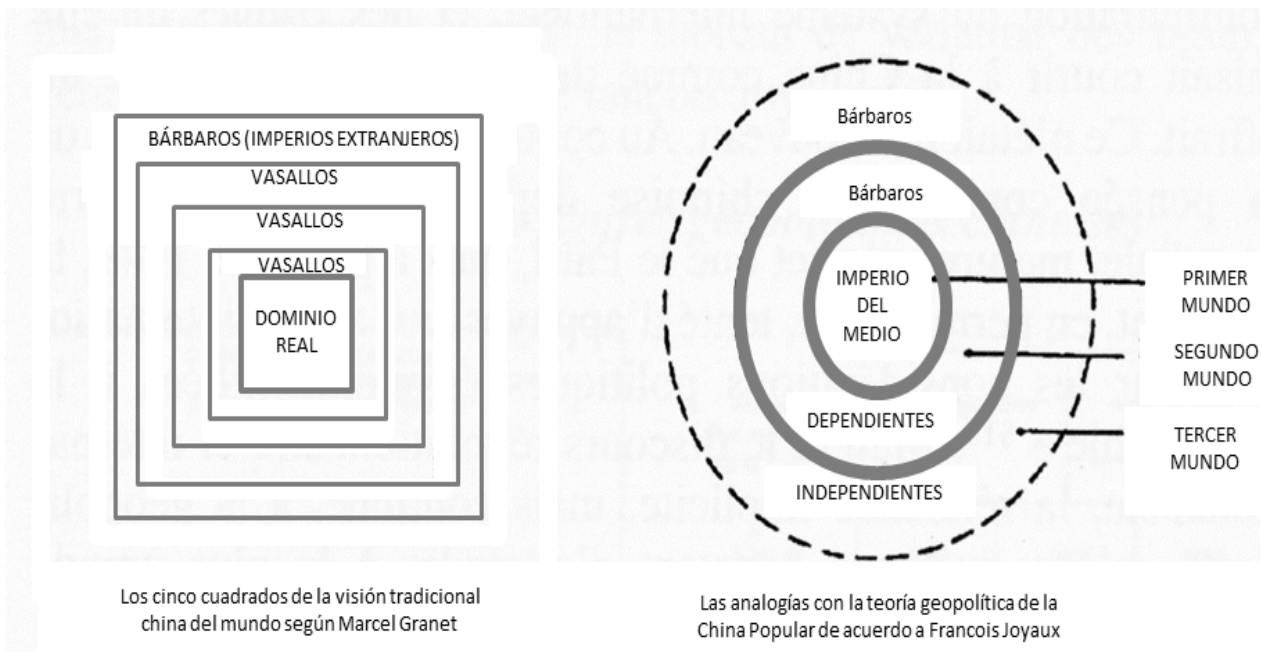 BÁRBAROS (IMPERIOS EXTRANJEROS)
VASALLOS
VASALLOS
VASALLOS
DOMINIO
REAL
Los cinco cuadrados de la visión tradicional
china del mundo según Marcel Granet
Bárbaros
Bárbaros
IMPERIO
DEL
MEDIO
DEPENDIENTES
INDEPENDIENTES
PRIMER
MUNDO
SEGUNDO
MUNDO
TERCER
MUNDO
Las analogías con la teoría geopolítica de la
China Popular de acuerdo a Francois Joyaux